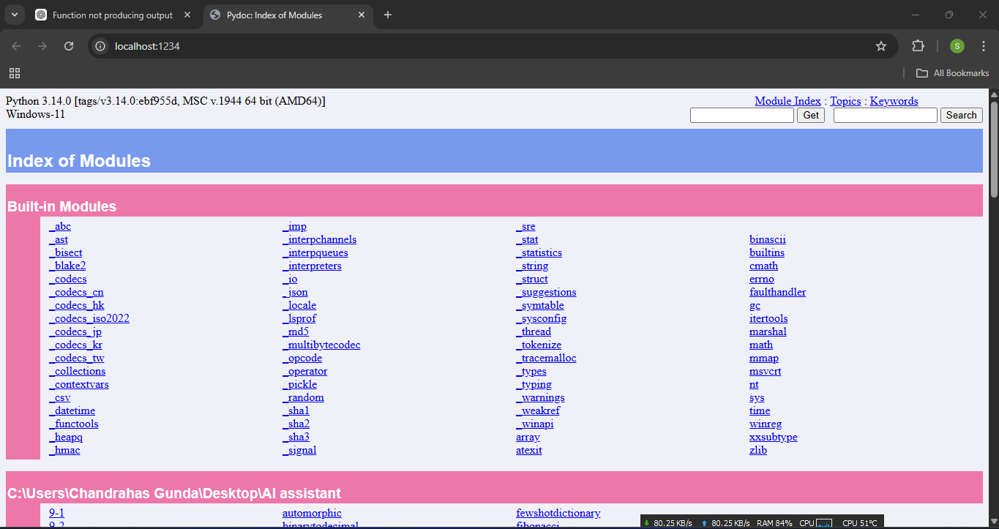 Function not producing output
Pydoc: Index of Modules
localhost:1234
S
All Bookmarks
Python 3.14.0 [tags/v3.14.0:ebf955d, MSC v.1944 64 bit (AMD64)]
Windows-11
Module Index : Topics : Keywords
Get
Search
Index of Modules
Built-in Modules
_abc
_ast
_bisect
_blake2
_codecs
_codecs_cn
_codecs_hk
_codecs_iso2022
_codecs_jp
_codecs_kr
_codecs_tw
_collections
_contextvars
_csv
_datetime
_functools
_heapq
_hmac
_imp
_interpchannels
_interpqueues
_interpreters
_io
_json
_locale
_lsprof
_md5
_multibytecodec
_opcode
_operator
_pickle
_random
_sha1
_sha2
_sha3
_signal
_sre
_stat
_statistics
_string
_struct
_suggestions
_symtable
_sysconfig
_thread
_tokenize
_tracemalloc
_types
_typing
_warnings
_weakref
_winapi
array
atexit
binascii
builtins
cmath
errno
faulthandler
gc
itertools
marshal
math
mmap
msvcrt
nt
sys
time
winreg
xxsubtype
zlib
C:\Users\Chandrahas Gunda\Desktop\AI assistant
9-1
9-2
automorphic
binarytodecimal
fewshotdictionary
fibonacci
80.25 KB/s 80.25 KB/s RAM 84% CPU CPU 51°C